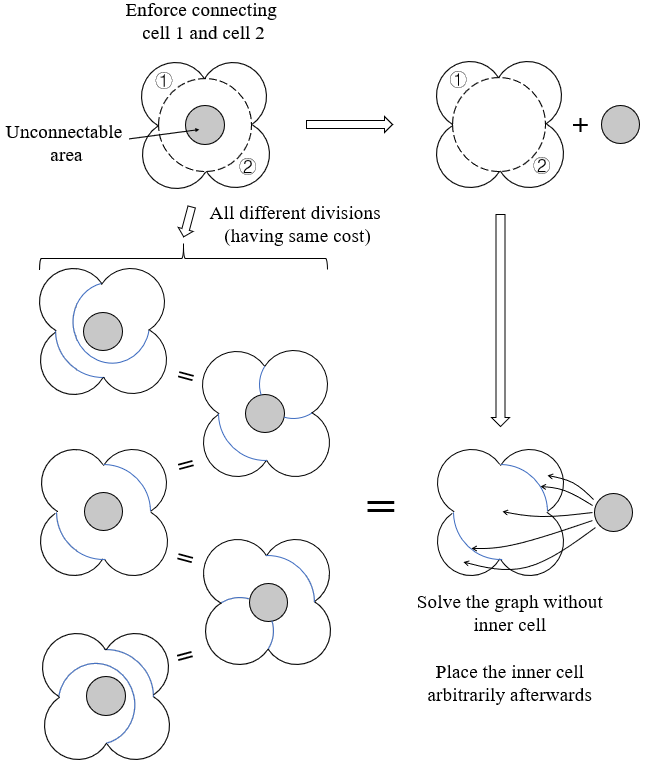 Enforce connecting
cell 1 and cell 2
①
②
Unconnectable
area
①
②
+
All different divisions
(having same cost)
=
=
=
=
=
Solve the graph without
inner cell
Place the inner cell
arbitrarily afterwards